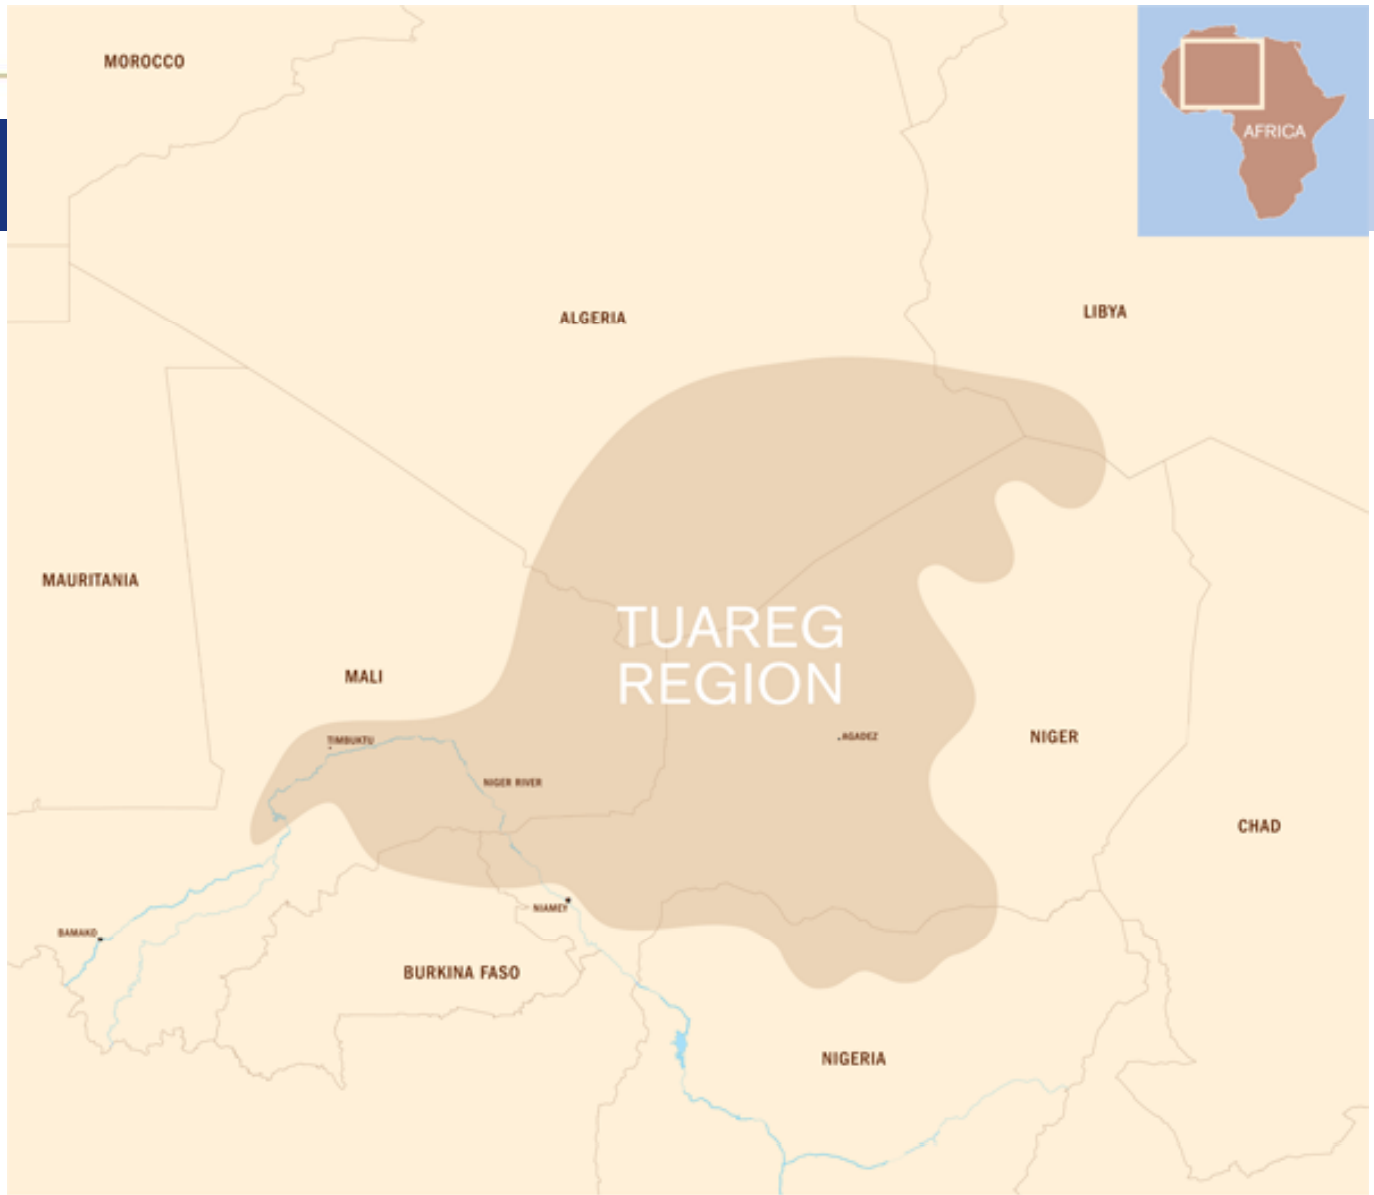 MOROCCO
AFRICA
ALGERIA
LIBYA
MAURITANIA
TUAREG
REGION
MALI
TIMBUKTU
AGADEZ
NIGER
NIGER RIVER
CHAD
NIAMEY
BAMAKO
BURKINA FASO
NIGERIA